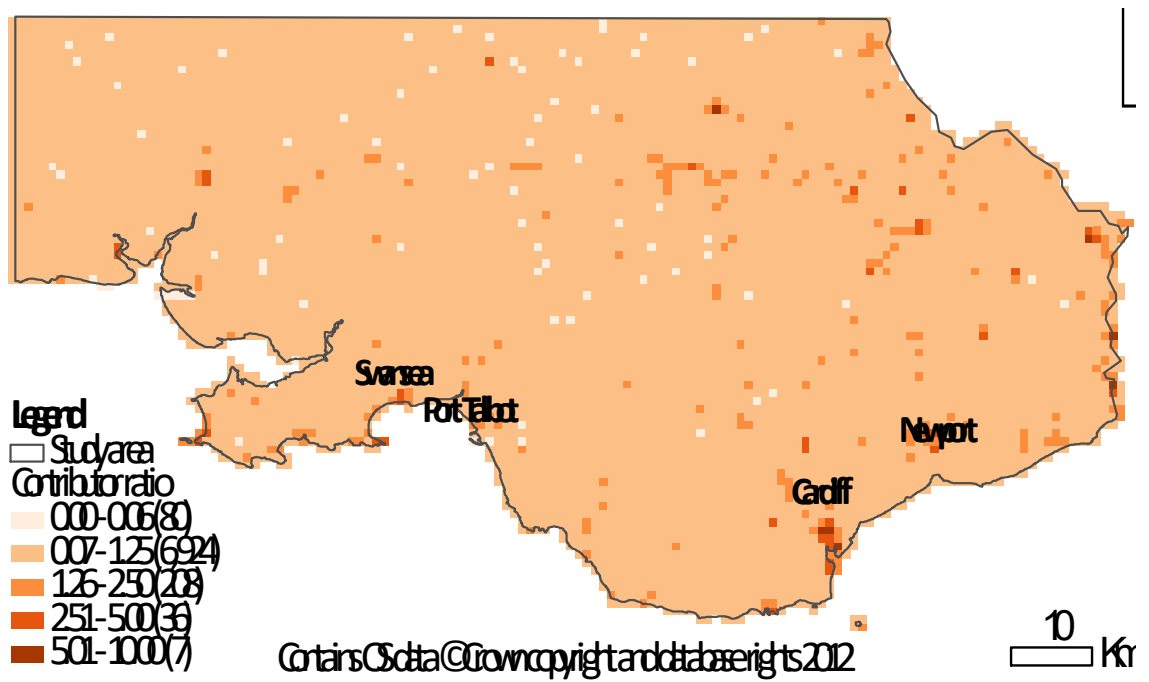 Swansea
Port Talbot
Newport
Cardiff
Legend
Study area
Contributor ratio
0.00 - 0.06 (80)
0.07 - 1.25 (6,924)
1.26 - 2.50 (208)
2.51 - 5.00 (36)
5.01 - 10.00 (7)
Contains OS data © Crown copyright and database rights 2012
10
Km